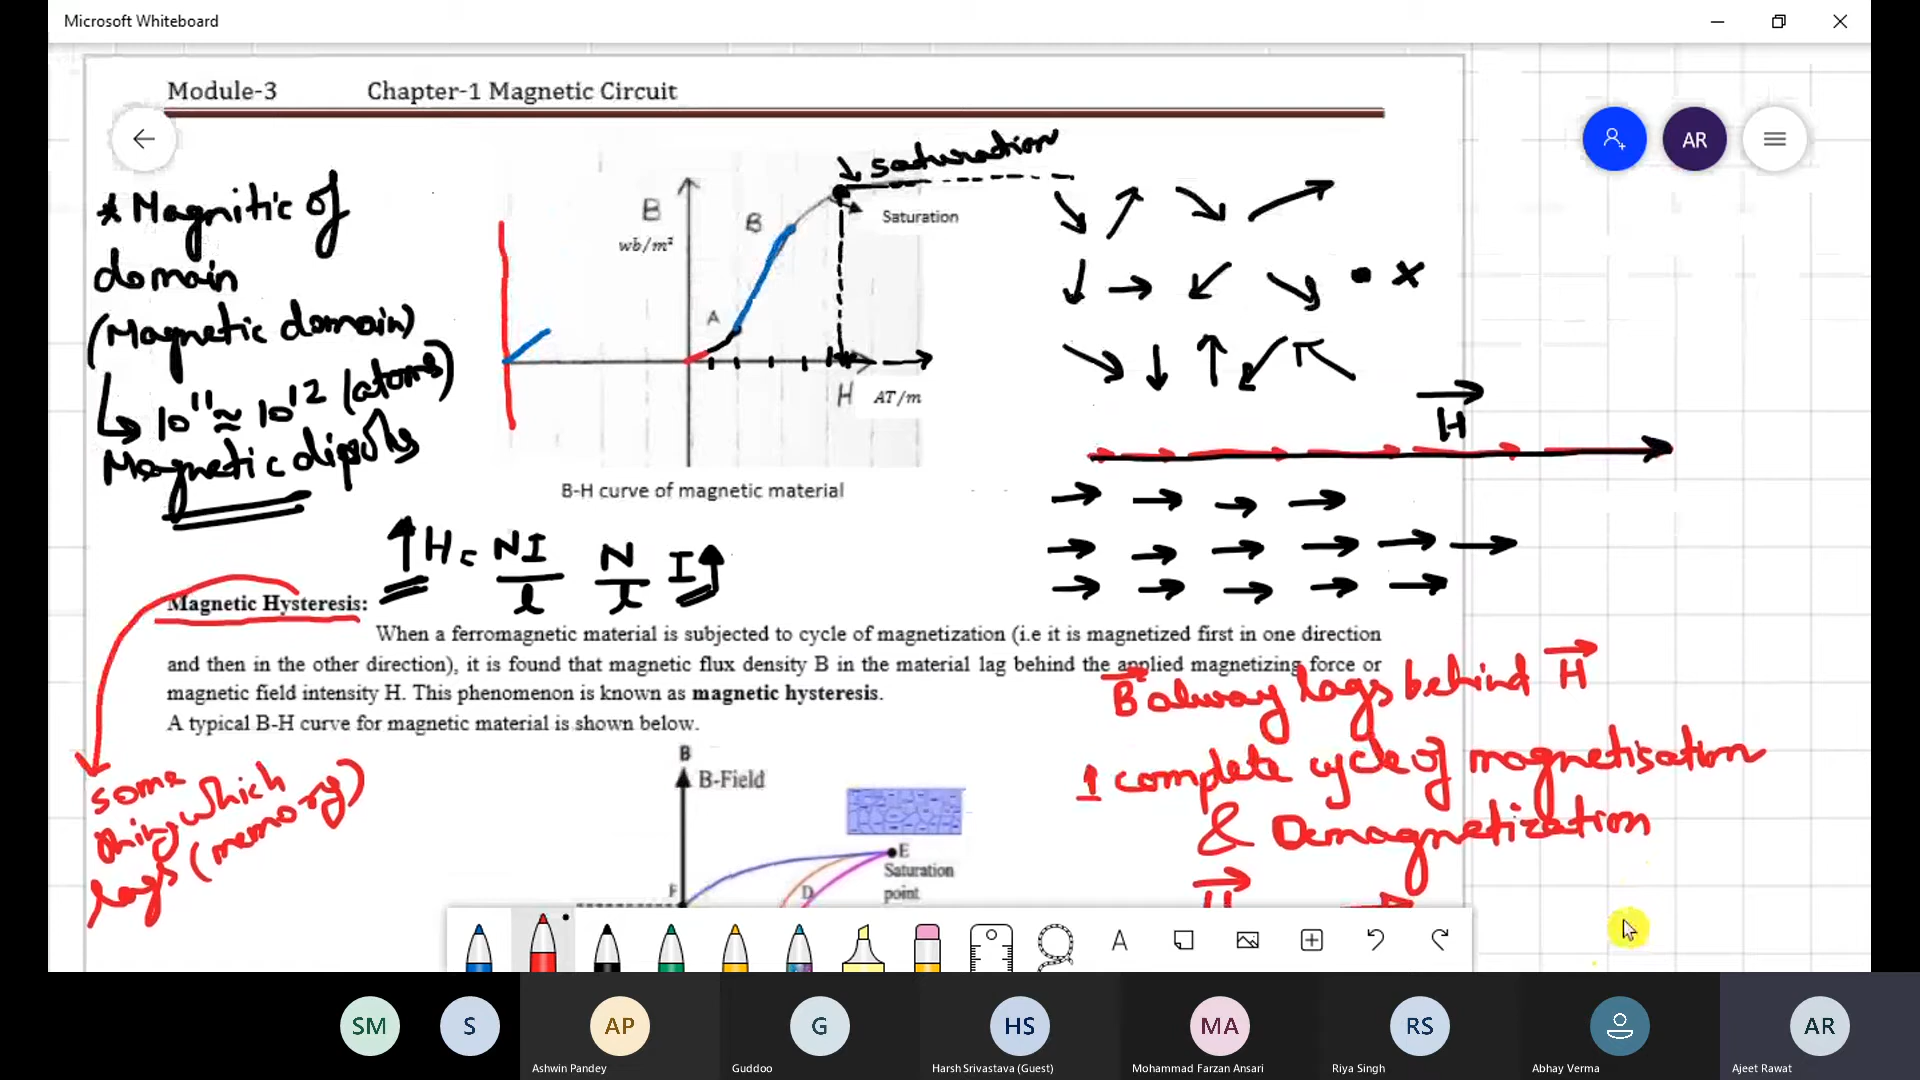 Microsoft Whiteboard
Module-3 Chapter-1 Magnetic Circuit
AR
* Magnitic of
domain
(Magnetic domain)
↳ 10^11 ≈ 10^12 (atoms)
Magnetic dipoles
B
wb/m²
B
A
↓ saturation
Saturation
H AT/m
B-H curve of magnetic material
H
↑ H = NI/l N/l I ↑
Magnetic Hysteresis:
When a ferromagnetic material is subjected to cycle of magnetization (i.e it is magnetized first in one direction
and then in the other direction), it is found that magnetic flux density B in the material lag behind the applied magnetizing force or
magnetic field intensity H. This phenomenon is known as magnetic hysteresis.
A typical B-H curve for magnetic material is shown below.
B alway lags behind H
1 complete cycle of magnetisation
& Demagnetization
H
some
thing which
lags (memory)
B
B-Field
E
Saturation
point
F
D
SM
S
AP
G
HS
MA
RS
AR
Ashwin Pandey
Guddoo
Harsh Srivastava (Guest)
Mohammad Farzan Ansari
Riya Singh
Abhay Verma
Ajeet Rawat